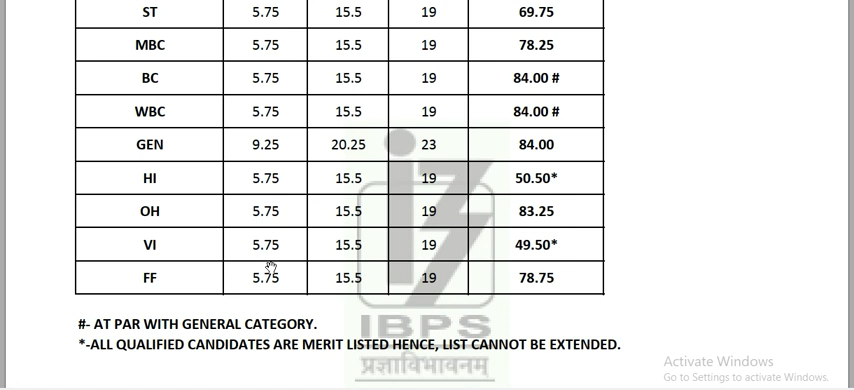 ST 5.75 15.5 19 69.75
MBC 5.75 15.5 19 78.25
BC 5.75 15.5 19 84.00 #
WBC 5.75 15.5 19 84.00 #
GEN 9.25 20.25 23 84.00
HI 5.75 15.5 19 50.50*
OH 5.75 15.5 19 83.25
VI 5.75 15.5 19 49.50*
FF 5.75 15.5 19 78.75
#- AT PAR WITH GENERAL CATEGORY.
IBPS
*-ALL QUALIFIED CANDIDATES ARE MERIT LISTED HENCE, LIST CANNOT BE EXTENDED.
प्रज्ञाविभावनम्
Activate Windows
Go to Settings to activate Windows.